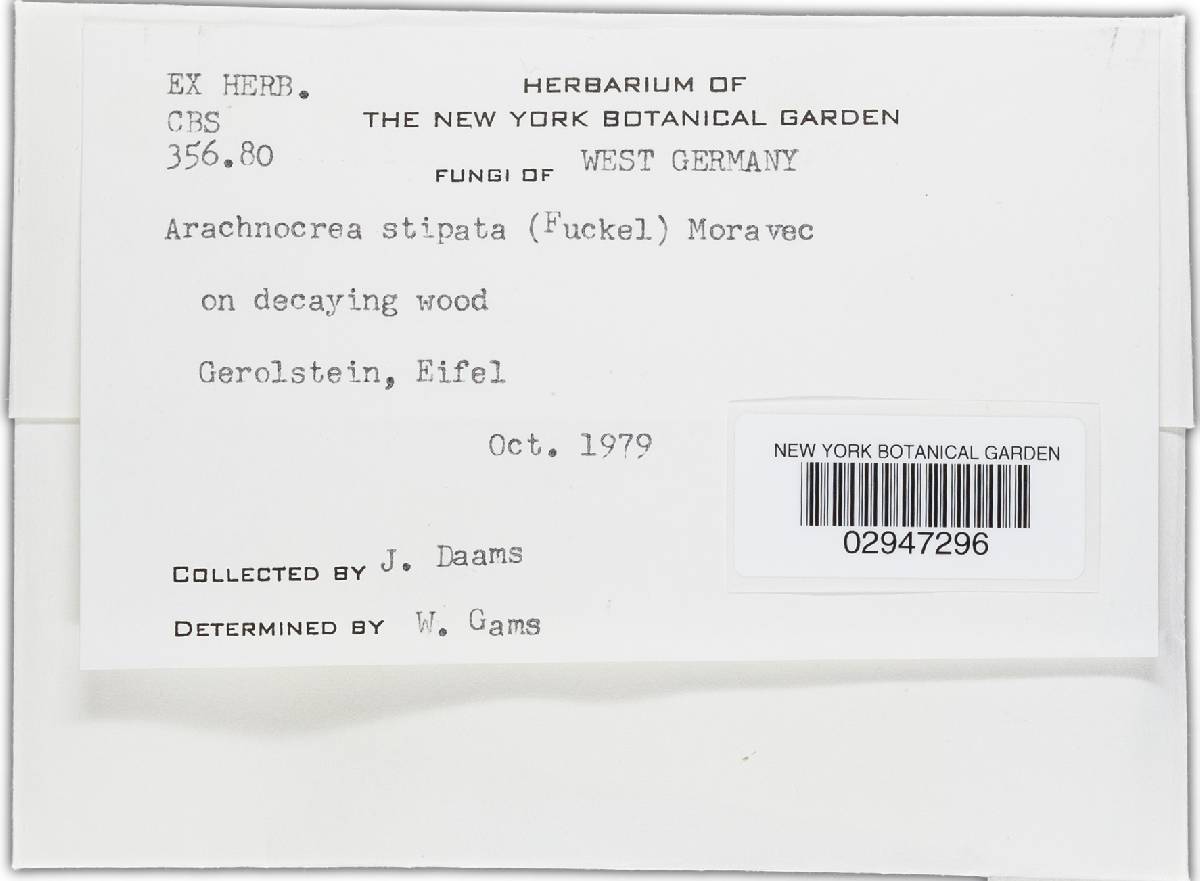 EX HERB.
CBS
356.80
HERBARIUM OF
THE NEW YORK BOTANICAL GARDEN
FUNGI OF WEST GERMANY
Arachnocrea stipata (Fuckel) Moravec
on decaying wood
Gerolstein, Eifel
Oct. 1979
NEW YORK BOTANICAL GARDEN
02947296
COLLECTED BY J. Daams
DETERMINED BY W. Gams